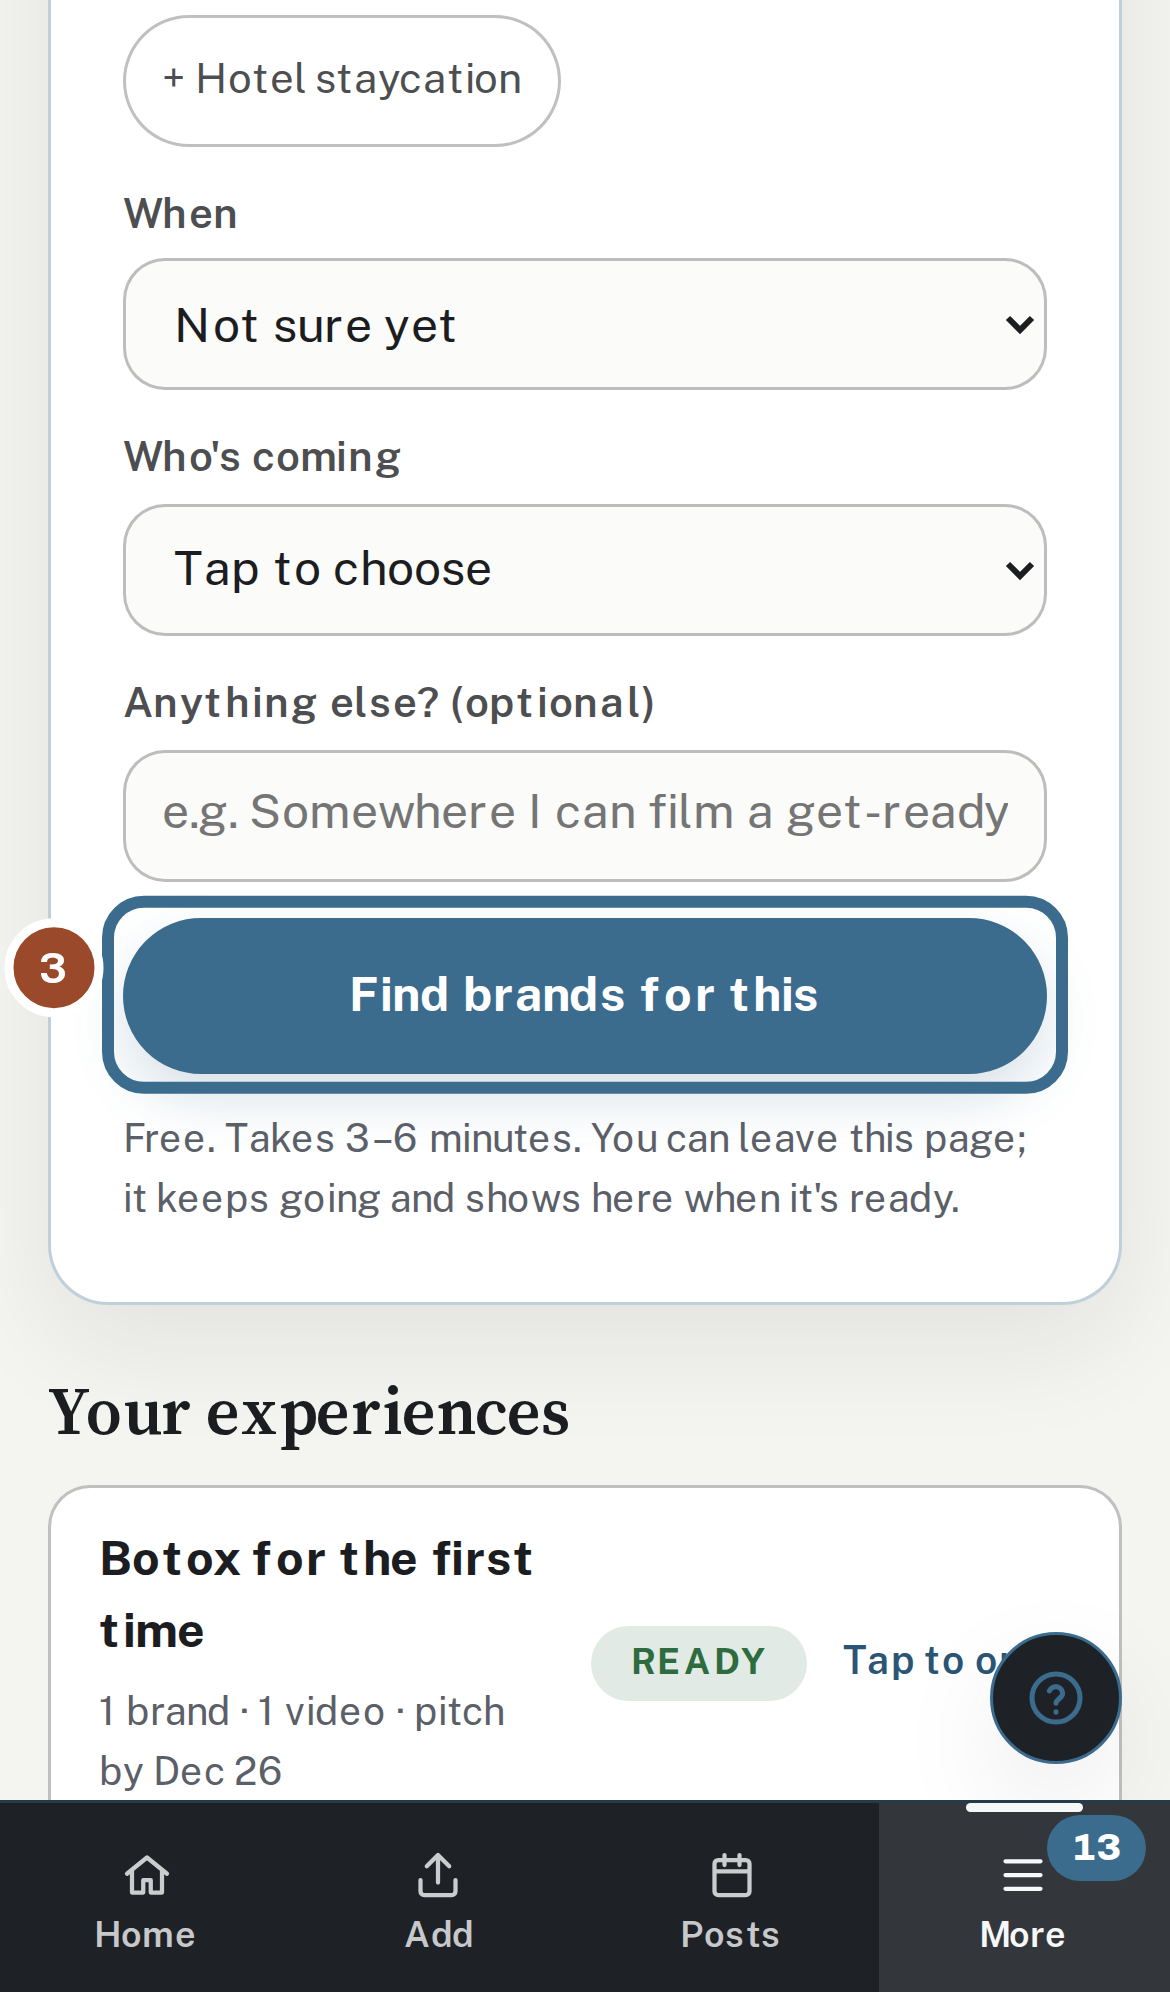 + Hotel staycation
When
Not sure yet
Who's coming
Tap to choose
Anything else? (optional)
e.g. Somewhere I can film a get-ready
3
Find brands for this
Free. Takes 3–6 minutes. You can leave this page;
it keeps going and shows here when it's ready.
Your experiences
Botox for the first
time
READY
Tap to
1 brand · 1 video · pitch
by Dec 26
13
Home
Add
Posts
More